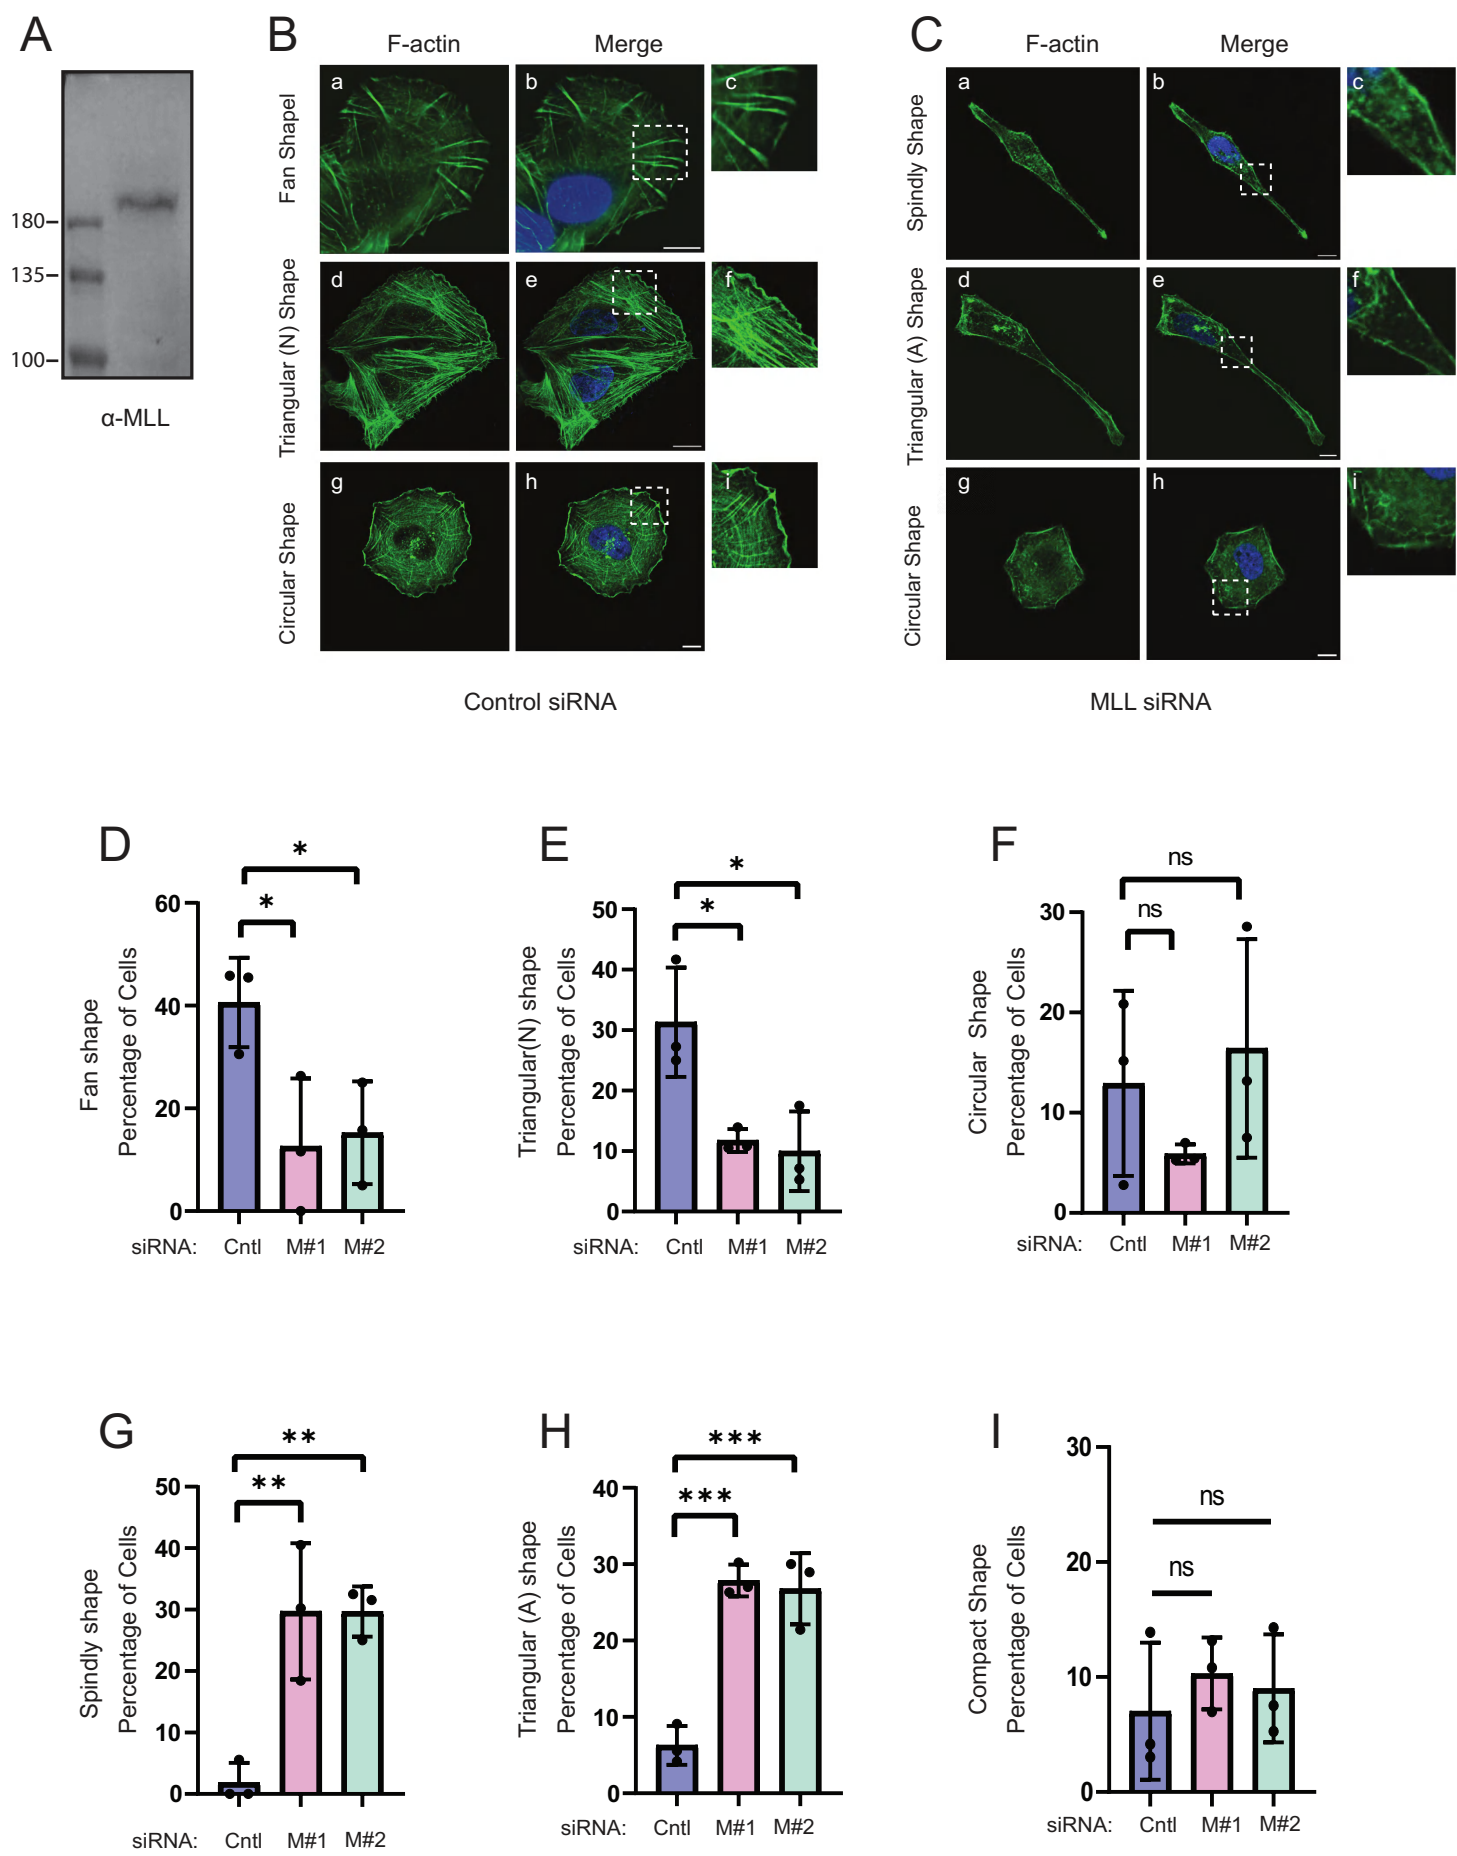 A
180
135
100
α-MLL
B
F-actin
Merge
Fan Shapel
a
b
c
Triangular (N) Shape
d
e
f
Circular Shape
g
h
i
Control siRNA
C
F-actin
Merge
Spindly Shape
a
b
c
Triangular (A) Shape
d
e
f
Circular Shape
g
h
i
MLL siRNA
D
Fan shape
Percentage of Cells
*
*
60
40
20
0
siRNA: Cntl M#1 M#2
E
Triangular(N) shape
Percentage of Cells
*
*
50
40
30
20
10
0
siRNA: Cntl M#1 M#2
F
Circular Shape
Percentage of Cells
ns
ns
30
20
10
0
siRNA: Cntl M#1 M#2
G
Spindly shape
Percentage of Cells
**
**
50
40
30
20
10
0
siRNA: Cntl M#1 M#2
H
Triangular (A) shape
Percentage of Cells
***
***
40
30
20
10
0
siRNA: Cntl M#1 M#2
I
Compact Shape
Percentage of Cells
ns
ns
30
20
10
0
siRNA: Cntl M#1 M#2